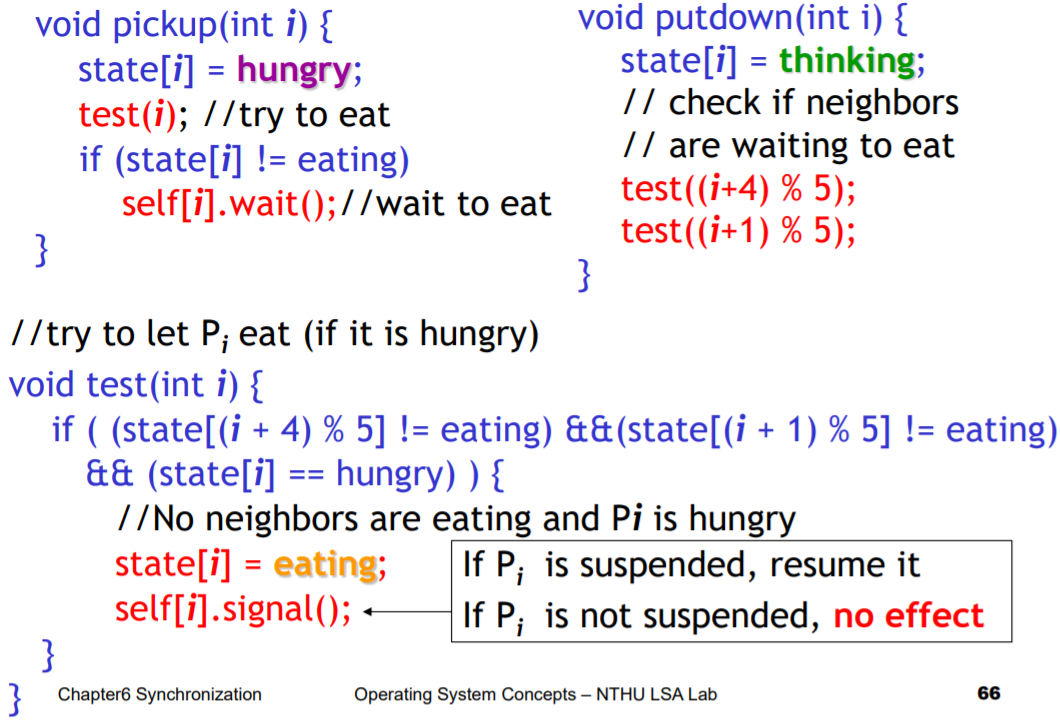 void pickup(int i) {
state[i] = hungry;
test(i); //try to eat
if (state[i] != eating)
self[i].wait();//wait to eat
}
void putdown(int i) {
state[i] = thinking;
// check if neighbors
// are waiting to eat
test((i+4) % 5);
test((i+1) % 5);
}
//try to let Pi eat (if it is hungry)
void test(int i) {
if ( (state[(i + 4) % 5] != eating) &&(state[(i + 1) % 5] != eating)
&& (state[i] == hungry) ) {
//No neighbors are eating and Pi is hungry
state[i] = eating;
self[i].signal();
If Pi is suspended, resume it
If Pi is not suspended, no effect
}
}
Chapter6 Synchronization Operating System Concepts – NTHU LSA Lab 66